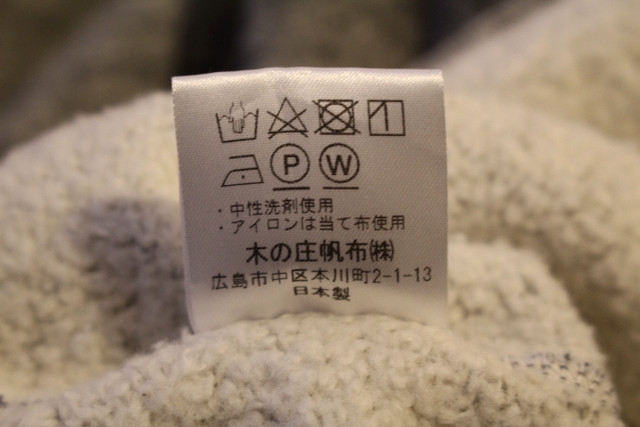 P W
・中性洗剤使用
・アイロンは当て布使用
木の庄帆布㈱
広島市中区本川町2-1-13
日本製